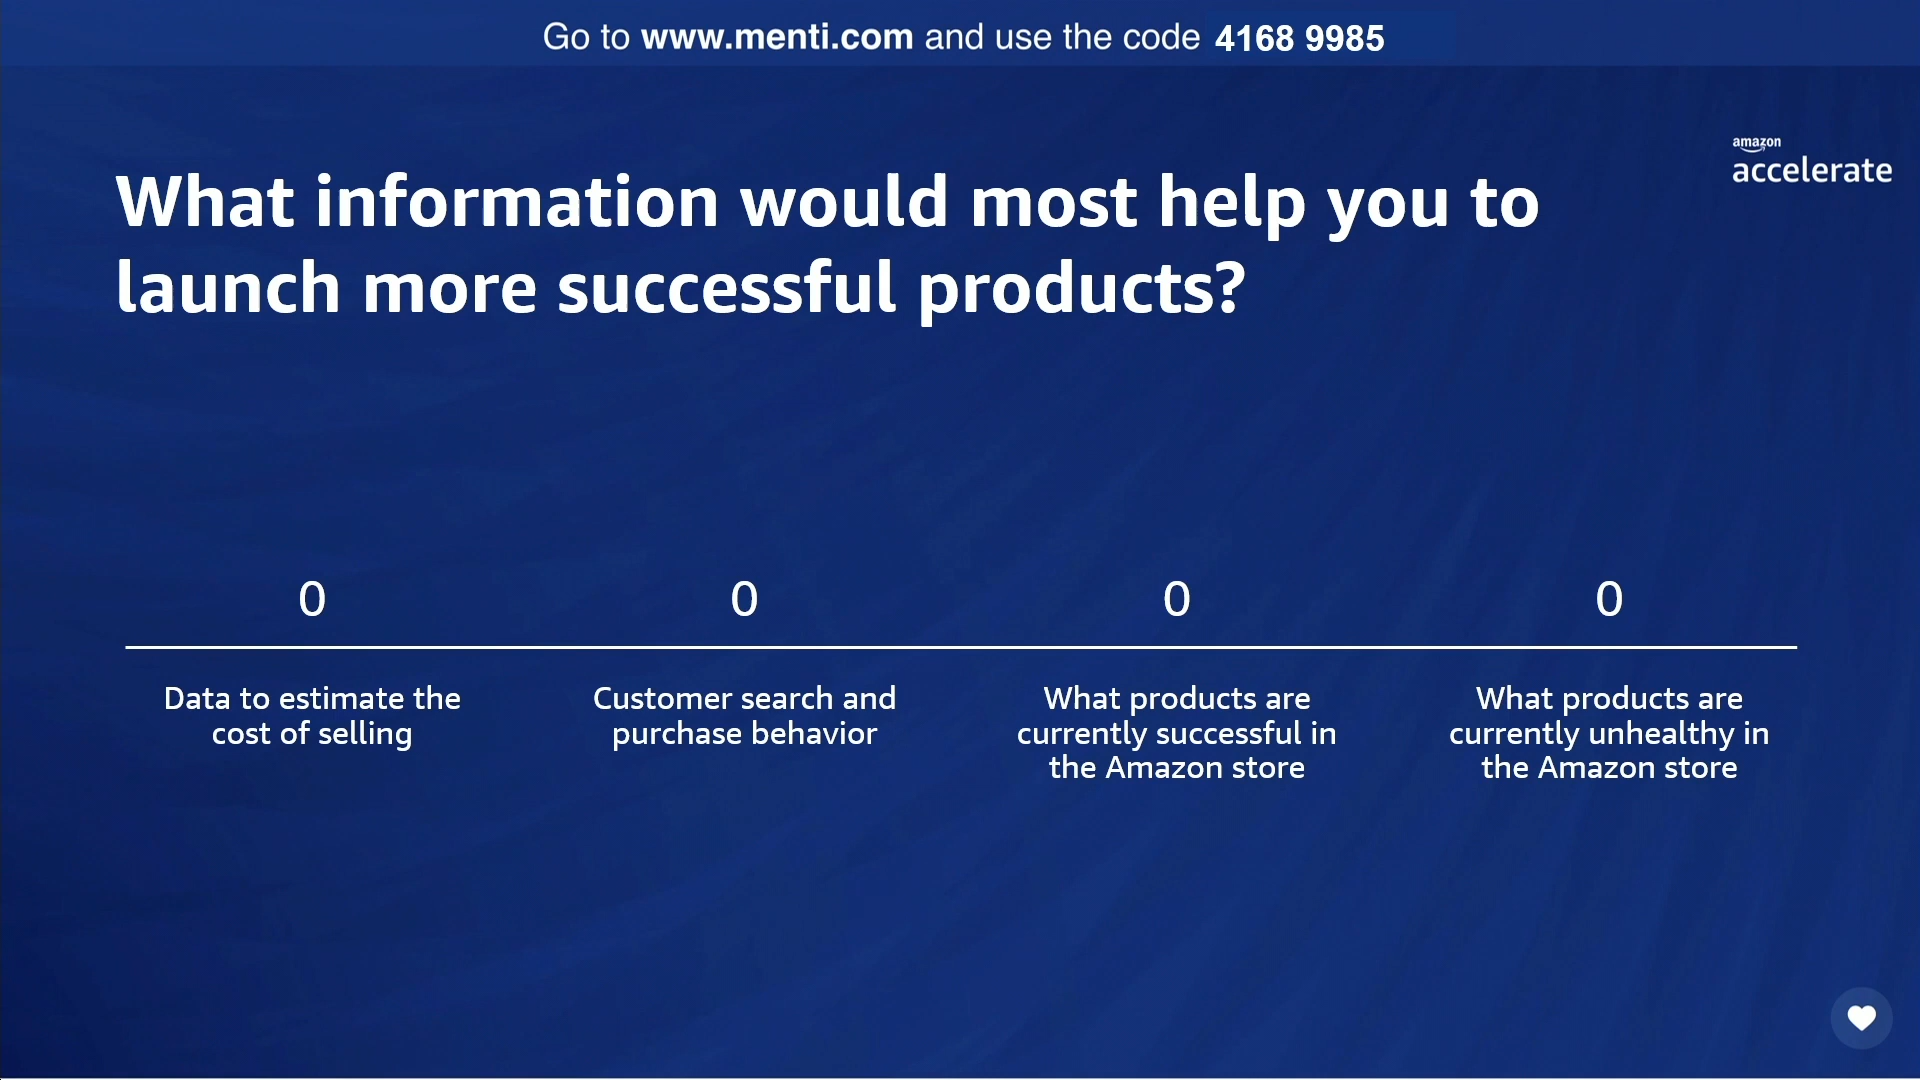 Go to www.menti.com and use the code 4168 9985
amazon
accelerate
What information would most help you to
launch more successful products?
0
0
0
0
Data to estimate the
cost of selling
Customer search and
purchase behavior
What products are
currently successful in
the Amazon store
What products are
currently unhealthy in
the Amazon store